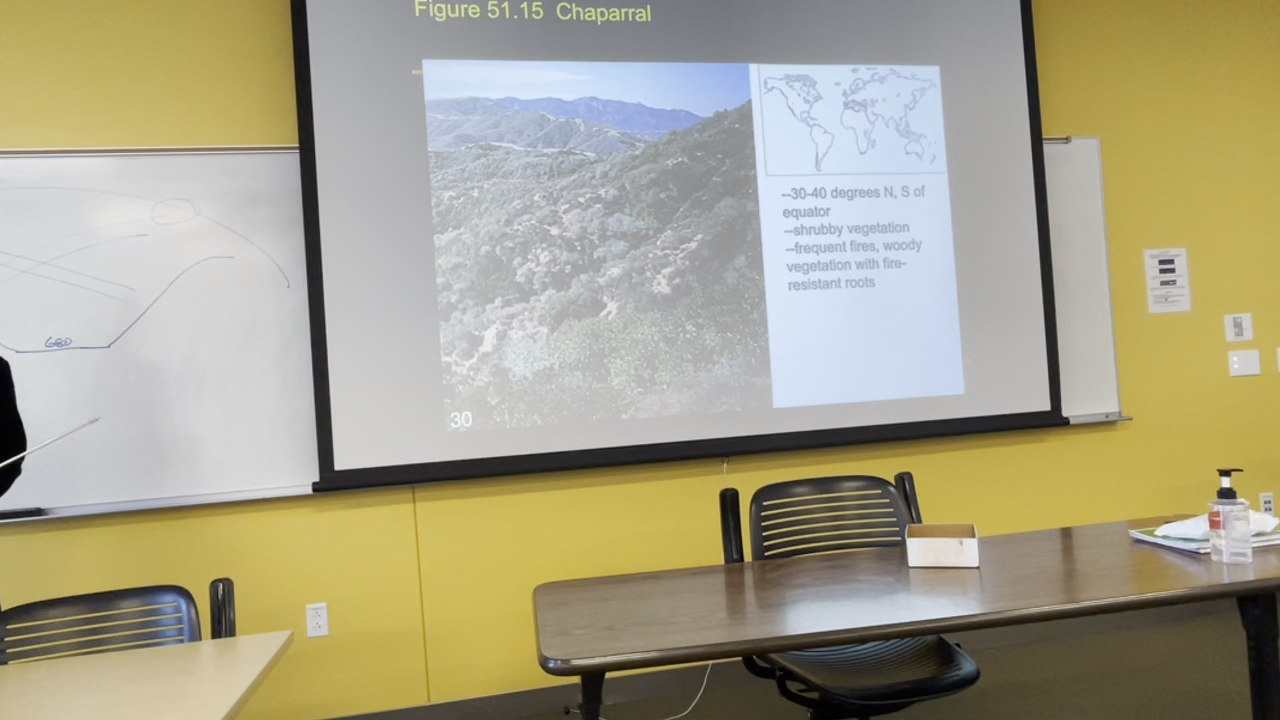 Figure 51.15 Chaparral
--30-40 degrees N, S of
equator
--shrubby vegetation
--frequent fires, woody
vegetation with fire-
resistant roots
30